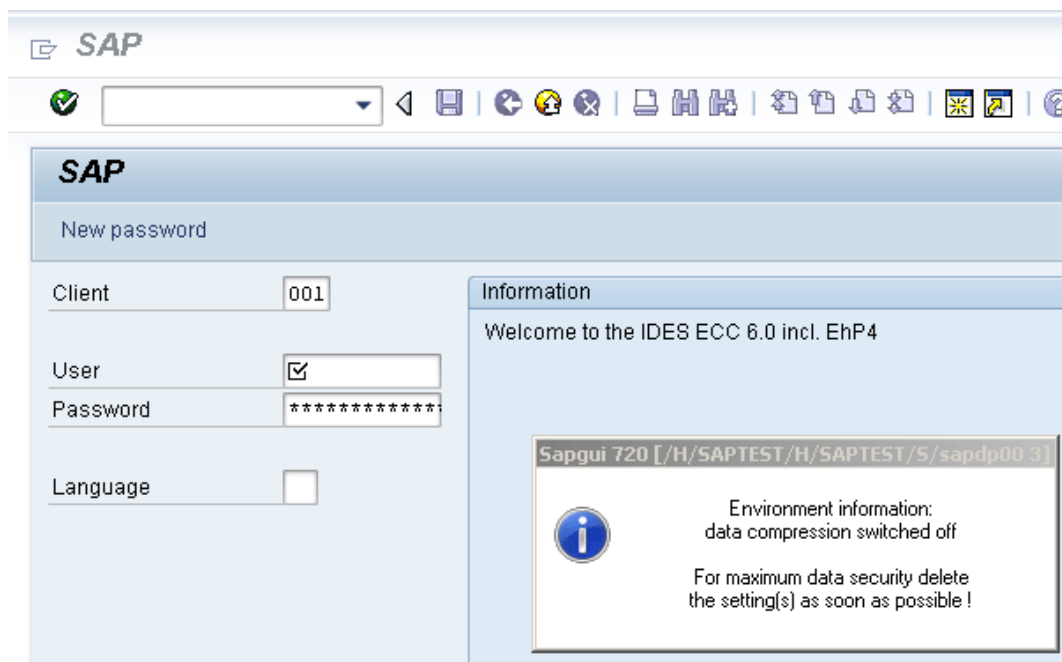 SAP
SAP
New password
Client 001
Information
Welcome to the IDES ECC 6.0 incl. EhP4
User
Password *************
Language
Sapgui 720 [/H/SAPTEST/H/SAPTEST/S/sapdp00 3]
Environment information:
data compression switched off
For maximum data security delete
the setting(s) as soon as possible !